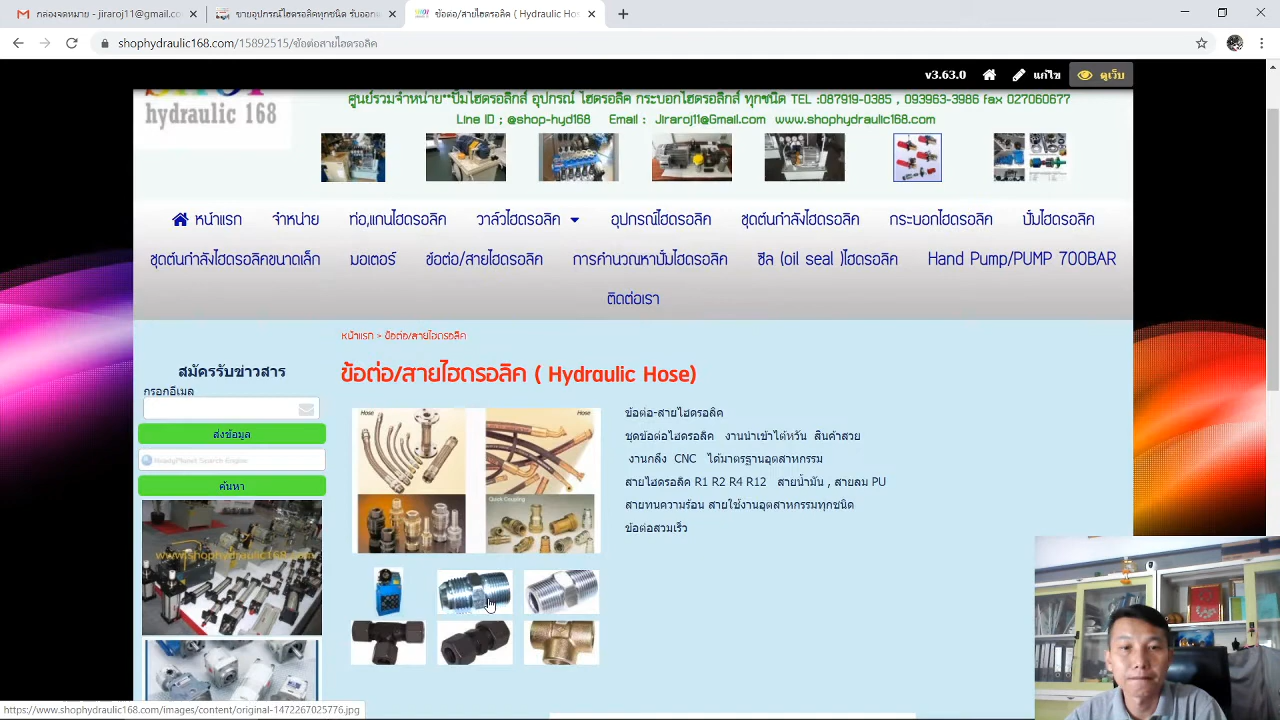 กล่องจดหมาย - jiraroj11@gmail.co
ขายอุปกรณ์ไฮดรอลิกทุกชนิด รับออกแ
ข้อต่อ/สายไฮดรอลิค ( Hydraulic Hos
shophydraulic168.com/15892515/ข้อต่อสายไฮดรอลิค
v3.63.0
แก้ไข
ดูเว็บ
hydraulic 168
ศูนย์รวมจำหน่าย**ปั๊มไฮดรอลิกส์ อุปกรณ์ ไฮดรอลิค กระบอกไฮดรอลิกส์ ทุกชนิด TEL :087919-0385 , 093963-3986 fax 027060677
Line ID ; @shop-hyd168 Email : Jiraroj11@Gmail.com www.shophydraulic168.com
หน้าแรก จำหน่าย ท่อ,แกนไฮดรอลิค วาล์วไฮดรอลิค อุปกรณ์ไฮดรอลิค ชุดต้นกำลังไฮดรอลิค กระบอกไฮดรอลิค ปั๊มไฮดรอลิค
ชุดต้นกำลังไฮดรอลิคขนาดเล็ก มอเตอร์ ข้อต่อ/สายไฮดรอลิค การคำนวณหาปั๊มไฮดรอลิค ซีล (oil seal )ไฮดรอลิค Hand Pump/PUMP 700BAR
ติดต่อเรา
หน้าแรก > ข้อต่อ/สายไฮดรอลิค
สมัครรับข่าวสาร
กรอกอีเมล
ส่งข้อมูล
ReadyPlanet Search Engine
ค้นหา
www.shophydraulic168.com
ข้อต่อ/สายไฮดรอลิค ( Hydraulic Hose)
Hose
Hose
Quick Coupling
ข้อต่อ-สายไฮดรอลิค
ชุดข้อต่อไฮดรอลิค งานนำเข้าไต้หวัน สินค้าสวย
งานกลึง CNC ได้มาตรฐานอุตสาหกรรม
สายไฮดรอลิค R1 R2 R4 R12 สายน้ำมัน , สายลม PU
สายทนความร้อน สายใช้งานอุตสาหกรรมทุกชนิด
ข้อต่อสวมเร็ว
https://www.shophydraulic168.com/images/content/original-1472267025776.jpg